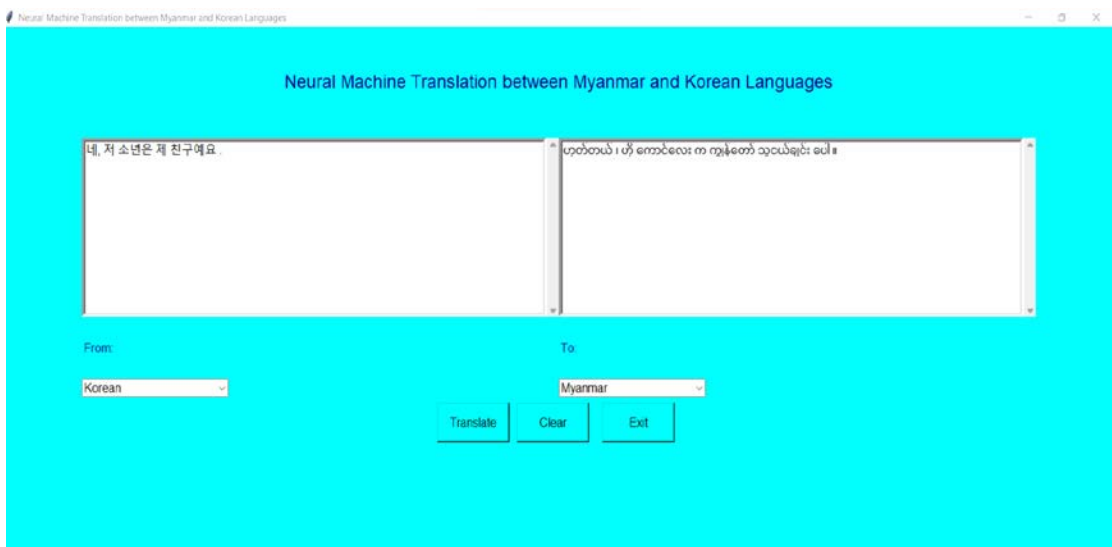 Neural Machine Translation between Myanmar and Korean Languages
Neural Machine Translation between Myanmar and Korean Languages
네, 저 소년은 제 친구예요 .
ဟုတ်တယ် ၊ ဟို ကောင်လေး က ကျွန်တော် သူငယ်ချင်း ပေါ့ ။
From:
To:
Korean
Myanmar
Translate
Clear
Exit